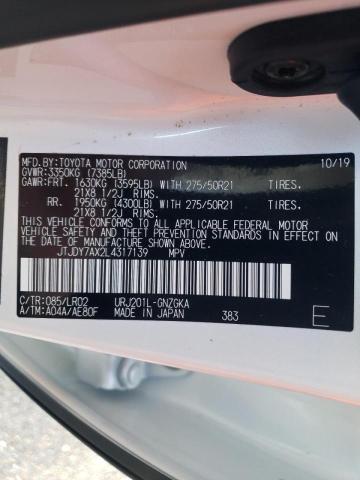 MFD.BY:TOYOTA MOTOR CORPORATION 10/19
GVWR:3350KG (7385LB)
GAWR:FRT. 1630KG (3595LB) WITH 275/50R21 TIRES.
21X8 1/2J RIMS.
RR. 1950KG (4300LB) WITH 275/50R21 TIRES.
21X8 1/2J RIMS.
THIS VEHICLE CONFORMS TO ALL APPLICABLE FEDERAL MOTOR
VEHICLE SAFETY, BUMPER, AND THEFT PREVENTION STANDARDS
IN EFFECT ON THE DATE OF MANUFACTURE SHOWN ABOVE.
JTJDY7AX2L4317139 MPV
C/TR:085/LR02 URJ201L-GNZGKA
A/TM:A04A/AE80F MADE IN JAPAN 383 E